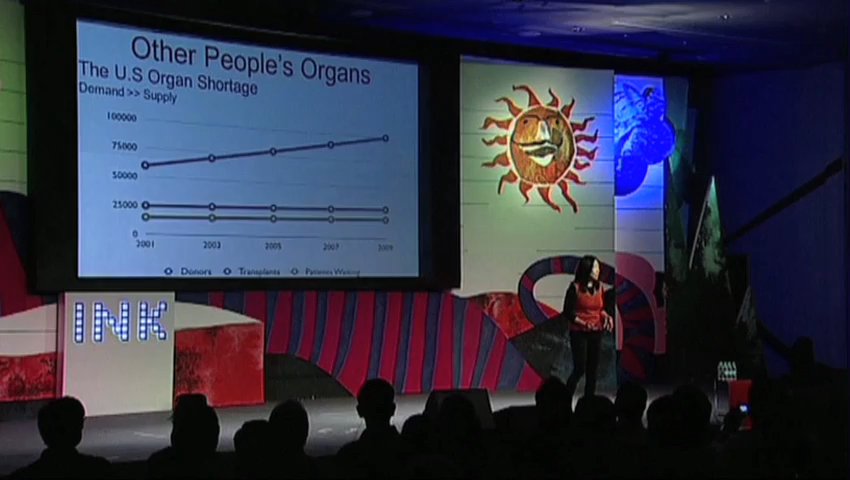 Other People's Organs
The U.S Organ Shortage
Demand >> Supply
100000
75000
50000
25000
0
2001 2003 2005 2007 2009
Donors Transplants Patients Waiting
INK